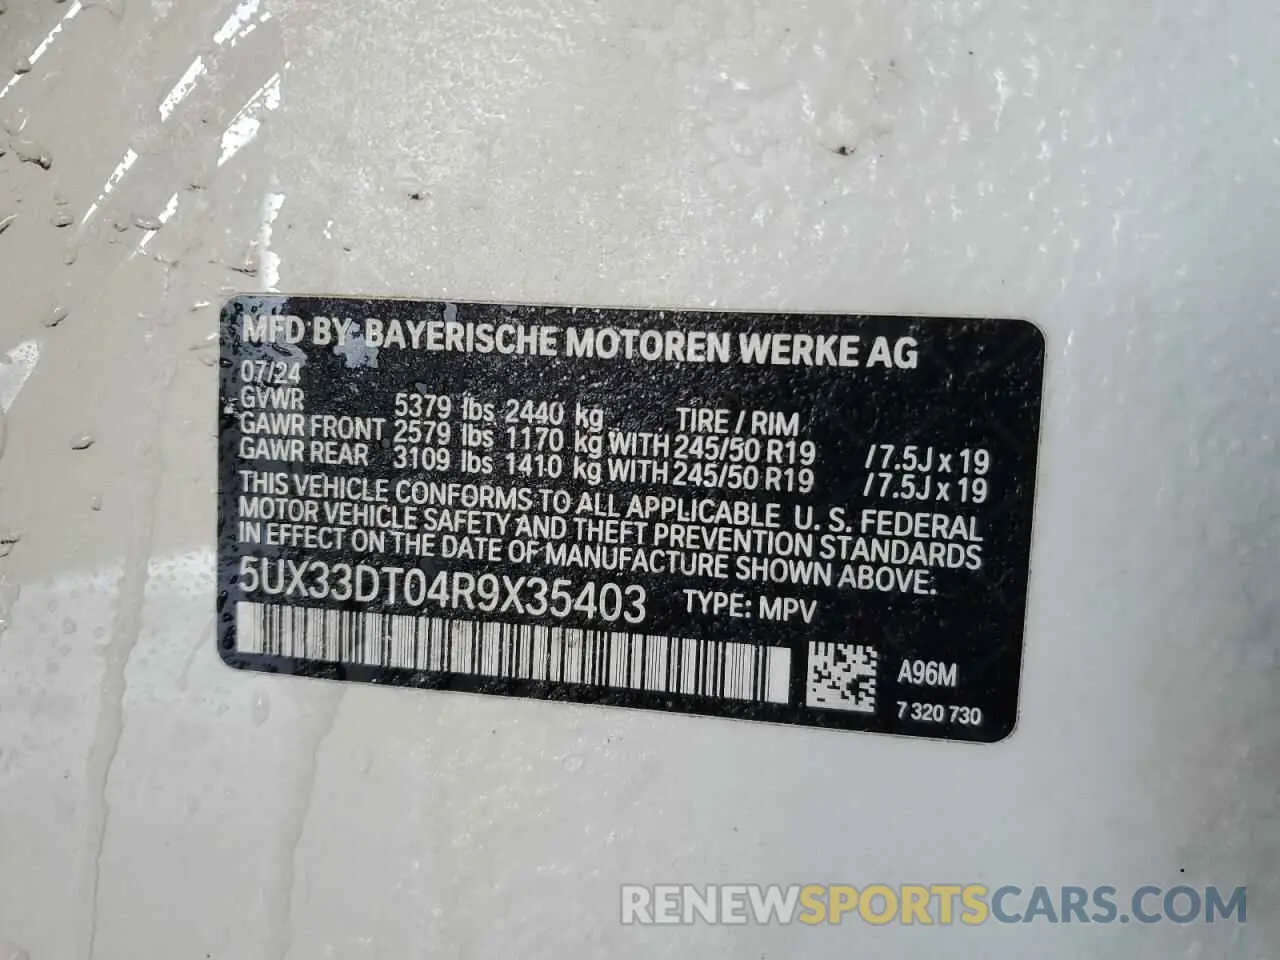 MFD BY: BAYERISCHE MOTOREN WERKE AG
07/24
GVWR 5379 lbs 2440 kg TIRE / RIM
GAWR FRONT 2579 lbs 1170 kg WITH 245/50 R19 / 7.5J x 19
GAWR REAR 3109 lbs 1410 kg WITH 245/50 R19 / 7.5J x 19
THIS VEHICLE CONFORMS TO ALL APPLICABLE U. S. FEDERAL
MOTOR VEHICLE SAFETY AND THEFT PREVENTION STANDARDS
IN EFFECT ON THE DATE OF MANUFACTURE SHOWN ABOVE.
5UX33DT04R9X35403 TYPE: MPV
A96M
7 320 730
RENEWSPORTSCARS.COM